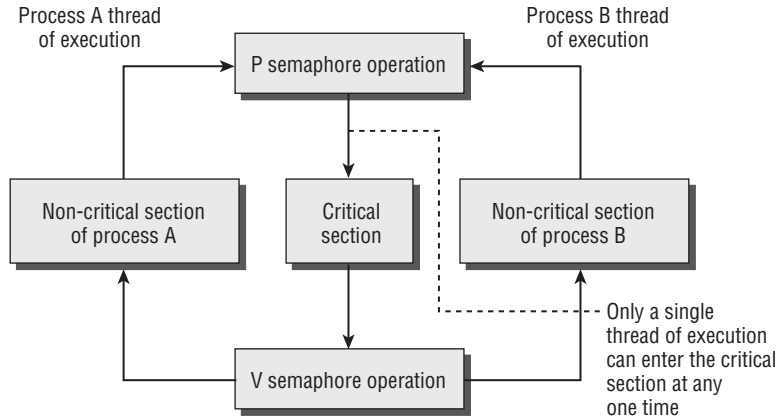 Process A thread
of execution
Process B thread
of execution
P semaphore operation
Non-critical section
of process A
Critical
section
Non-critical section
of process B
Only a single
thread of execution
can enter the critical
section at any
one time
V semaphore operation